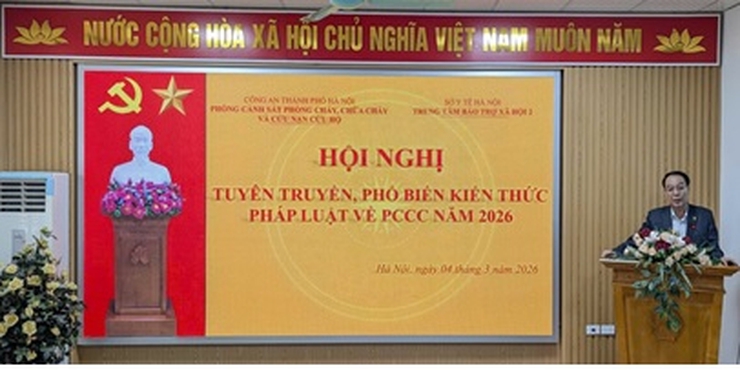 NƯỚC CỘNG HÒA XÃ HỘI CHỦ NGHĨA VIỆT NAM MUÔN NĂM
CÔNG AN THÀNH PHỐ HÀ NỘI
PHÒNG CẢNH SÁT PHÒNG CHÁY, CHỮA CHÁY
VÀ CỨU NẠN CỨU HỘ
SỞ Y TẾ HÀ NỘI
TRUNG TÂM BẢO TRỢ XÃ HỘI 2
HỘI NGHỊ
TUYÊN TRUYỀN, PHỔ BIẾN KIẾN THỨC
PHÁP LUẬT VỀ PCCC NĂM 2026
Hà Nội, ngày 04 tháng 3 năm 2026